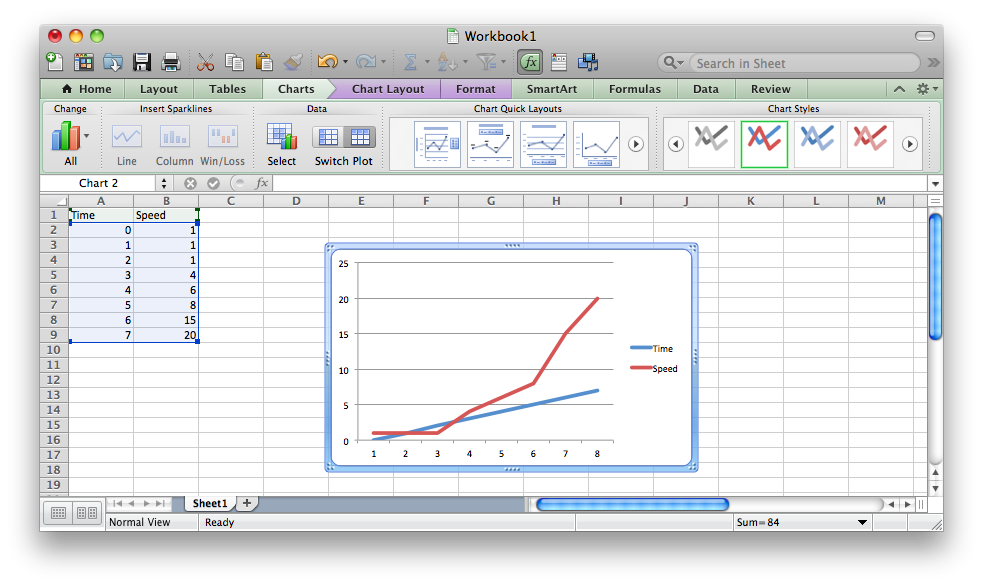 Workbook1
Search in Sheet
Home Layout Tables Charts Chart Layout Format SmartArt Formulas Data Review
Change Insert Sparklines Data Chart Quick Layouts Chart Styles
All Line Column Win/Loss Select Switch Plot
Chart 2 fx
A B C D E F G H I J K L M
1 Time Speed
2 0 1
3 1 1
4 2 1
5 3 4
6 4 6
7 5 8
8 6 15
9 7 20
10
11
12
13
14
15
16
17
18
19
25
20
15
10
5
0
1 2 3 4 5 6 7 8
Time
Speed
Sheet1
Normal View Ready Sum=84